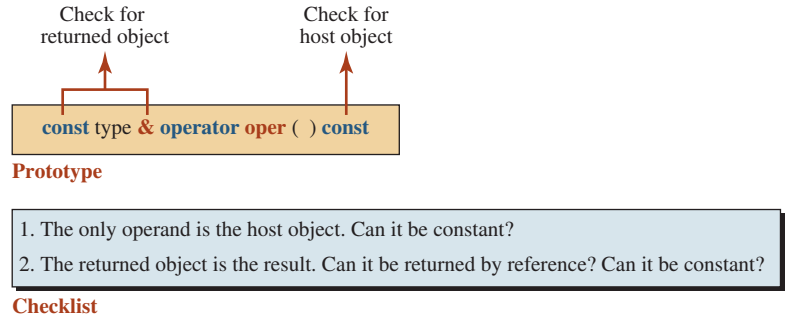 Check for
returned object
Check for
host object
const type & operator oper ( ) const
Prototype
1. The only operand is the host object. Can it be constant?
2. The returned object is the result. Can it be returned by reference? Can it be constant?
Checklist